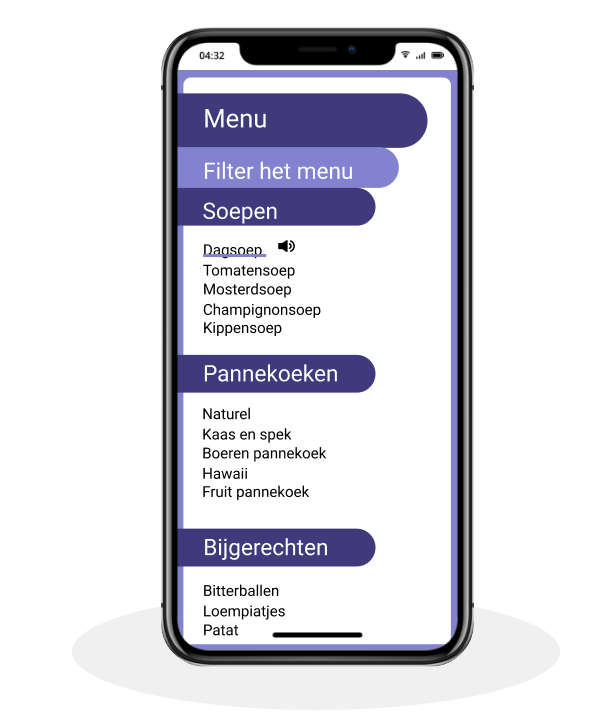 04:32
Menu
Filter het menu
Soepen
Dagsoep
Tomatensoep
Mosterdsoep
Champignonsoep
Kippensoep
Pannekoeken
Naturel
Kaas en spek
Boeren pannekoek
Hawaii
Fruit pannekoek
Bijgerechten
Bitterballen
Loempiatjes
Patat